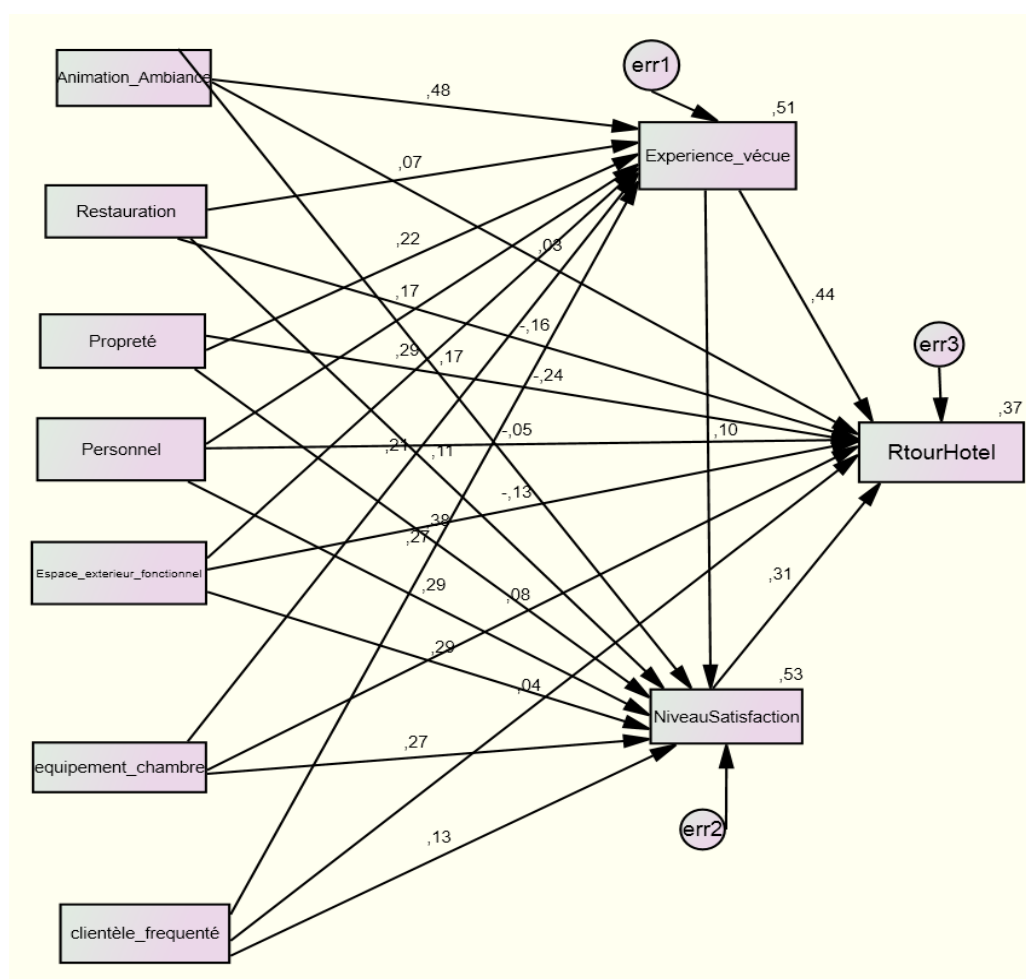 err1
Animation_Ambiance
,48
,51
Experience_vécue
,07
Restauration
,22
,03
,17
,44
-,16
Propreté
err3
,29
,17
-,24
,37
Personnel
-,05
,10
,21
,11
RtourHotel
-,13
,38
,27
Espace_exterieur_fonctionnel
,31
,29
,08
,29
,04
,53
NiveauSatisfaction
,27
equipement_chambre
err2
,13
clientèle_frequenté